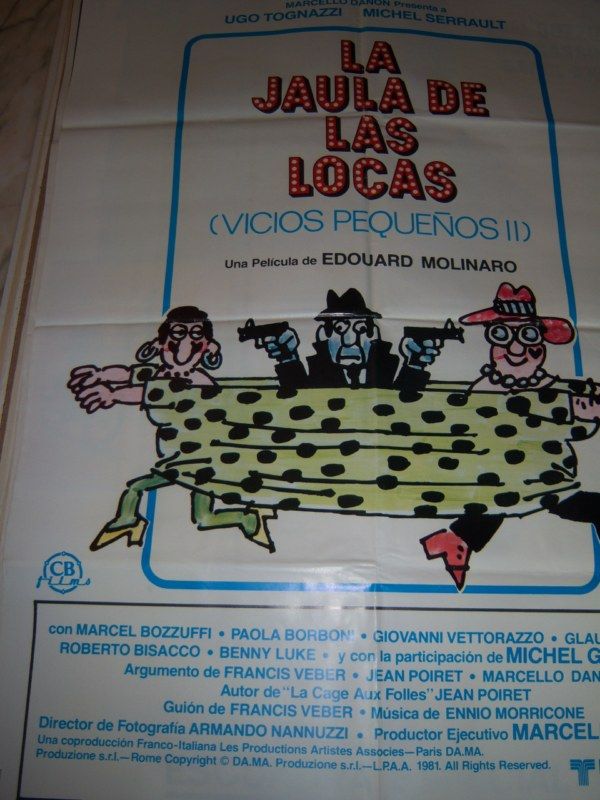 MARCELLO DANON Presenta a
UGO TOGNAZZI MICHEL SERRAULT
LA
JAULA DE
LAS
LOCAS
(VICIOS PEQUEÑOS II)
Una Película de EDOUARD MOLINARO
CB
films
con MARCEL BOZZUFFI • PAOLA BORBONI • GIOVANNI VETTORAZZO • GLAU
ROBERTO BISACCO • BENNY LUKE • y con la participación de MICHEL G
Argumento de FRANCIS VEBER • JEAN POIRET • MARCELLO DAN
Autor de "La Cage Aux Folles" JEAN POIRET
Guión de FRANCIS VEBER • Música de ENNIO MORRICONE
Director de Fotografía ARMANDO NANNUZZI • Productor Ejecutivo MARCEL
Una coproducción Franco-Italiana Les Productions Artistes Associes—Paris DA.MA.
Produzione s.r.l.—Rome Copyright © DA.MA. Produzione s.r.l.—L.P.A.A. 1981. All Rights Reserved.